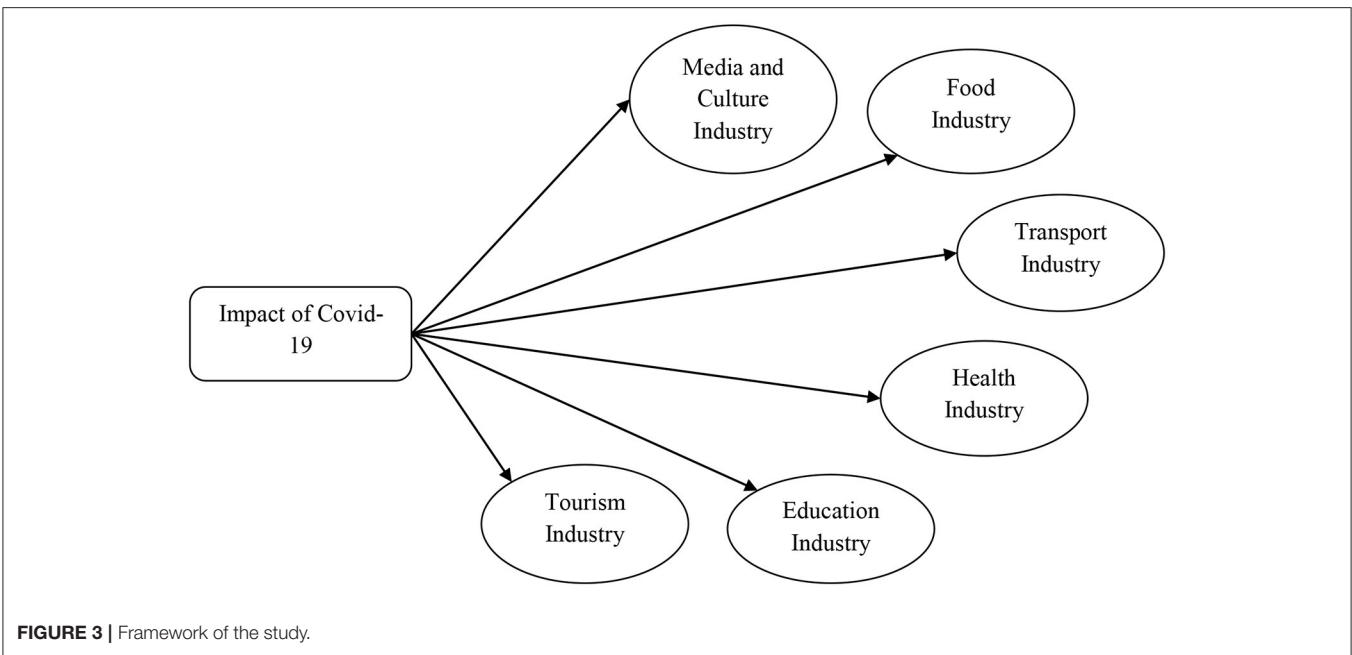 Media and
Culture
Industry
Food
Industry
Transport
Industry
Impact of Covid-
19
Health
Industry
Tourism
Industry
Education
Industry
FIGURE 3 | Framework of the study.